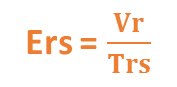 Ers = Vr/Trs